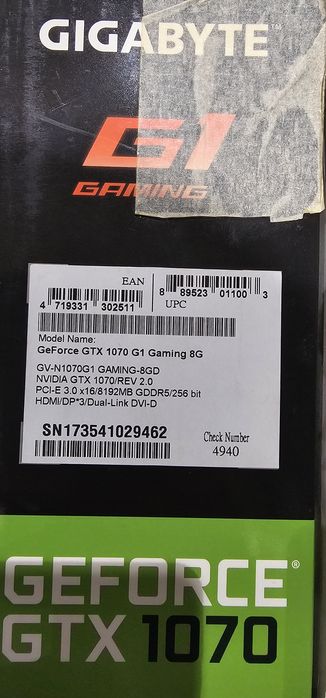 GIGABYTE
G1
GAMING
EAN
4 719331 302511
8 89523 01100 3
UPC
Model Name:
GeForce GTX 1070 G1 Gaming 8G
GV-N1070G1 GAMING-8GD
NVIDIA GTX 1070/REV 2.0
PCI-E 3.0 x16/8192MB GDDR5/256 bit
HDMI/DP*3/Dual-Link DVI-D
SN173541029462
Check Number
4940
GEFORCE®
GTX 1070